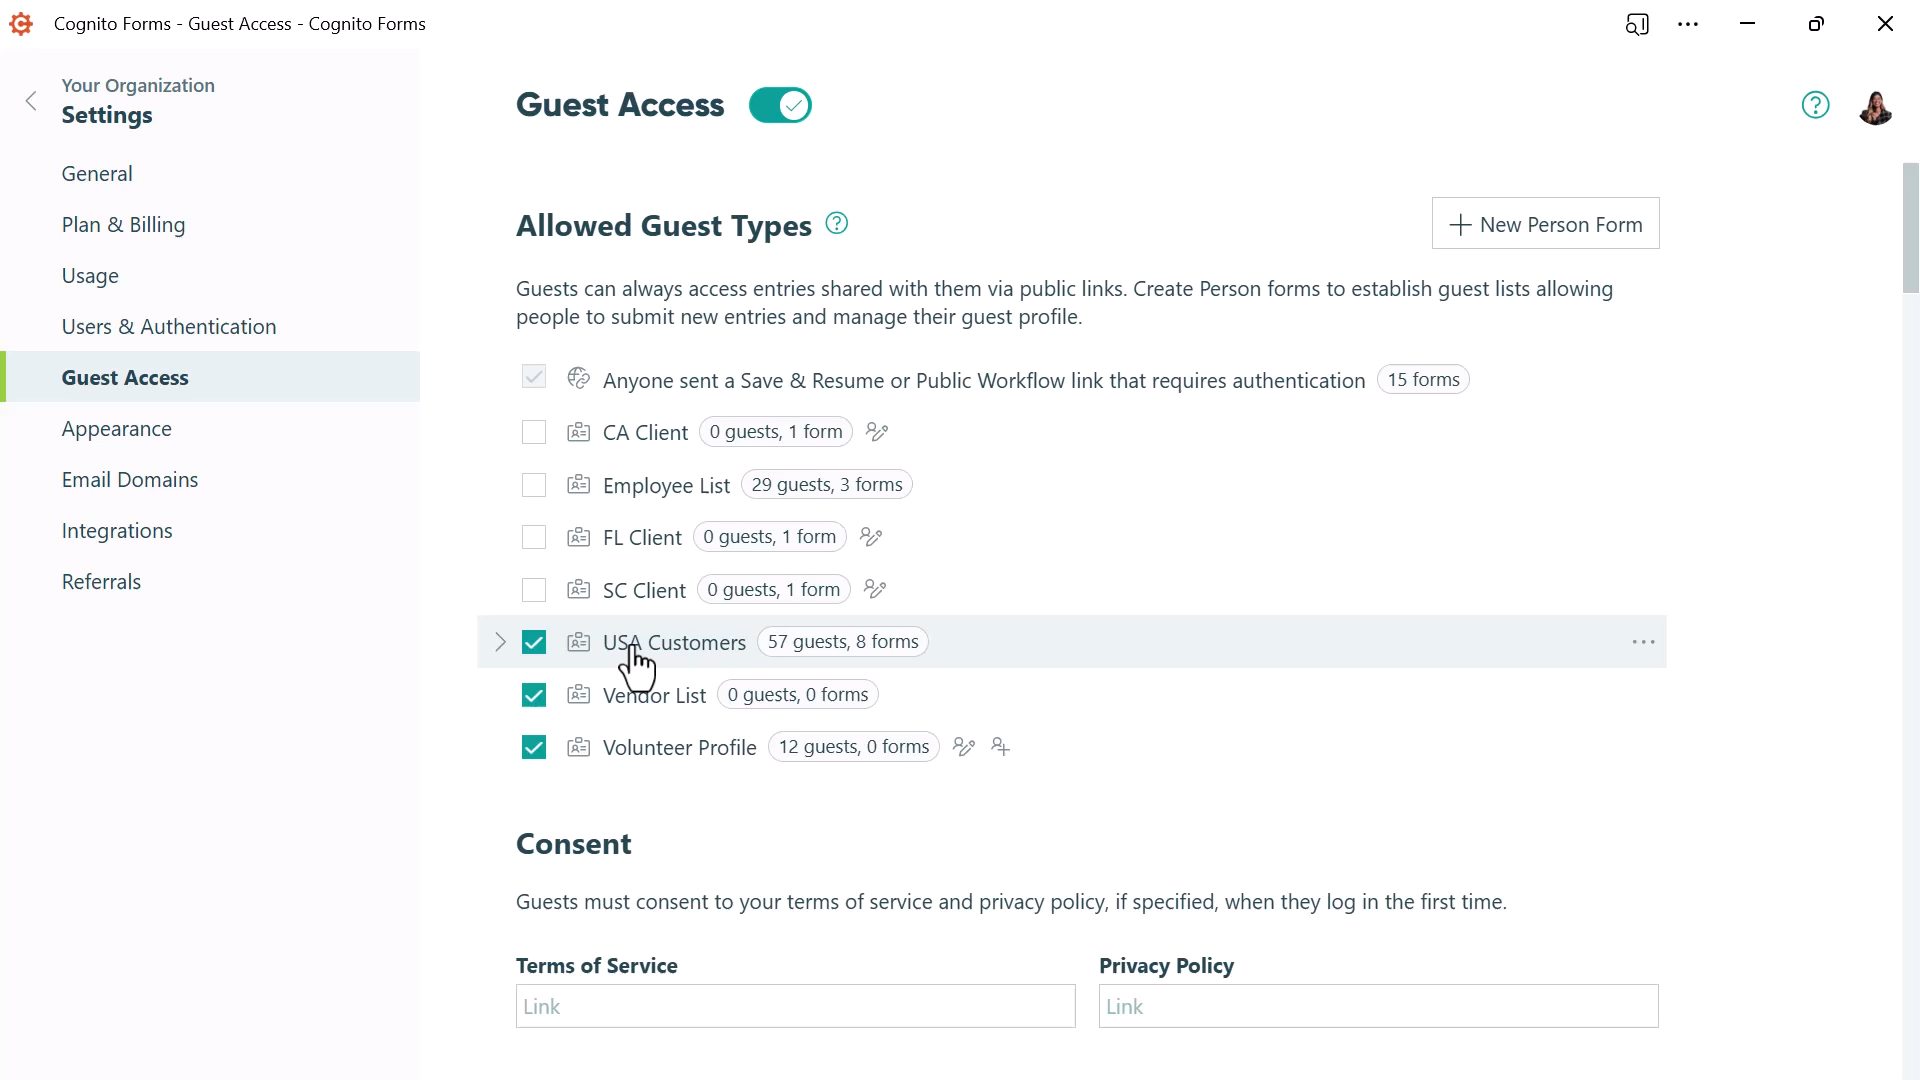 Cognito Forms - Guest Access - Cognito Forms
Your Organization
Settings
General
Plan & Billing
Usage
Users & Authentication
Guest Access
Appearance
Email Domains
Integrations
Referrals
Guest Access
Allowed Guest Types
New Person Form
Guests can always access entries shared with them via public links. Create Person forms to establish guest lists allowing
people to submit new entries and manage their guest profile.
Anyone sent a Save & Resume or Public Workflow link that requires authentication 15 forms
CA Client 0 guests, 1 form
Employee List 29 guests, 3 forms
FL Client 0 guests, 1 form
SC Client 0 guests, 1 form
USA Customers 57 guests, 8 forms
Vendor List 0 guests, 0 forms
Volunteer Profile 12 guests, 0 forms
Consent
Guests must consent to your terms of service and privacy policy, if specified, when they log in the first time.
Terms of Service
Link
Privacy Policy
Link